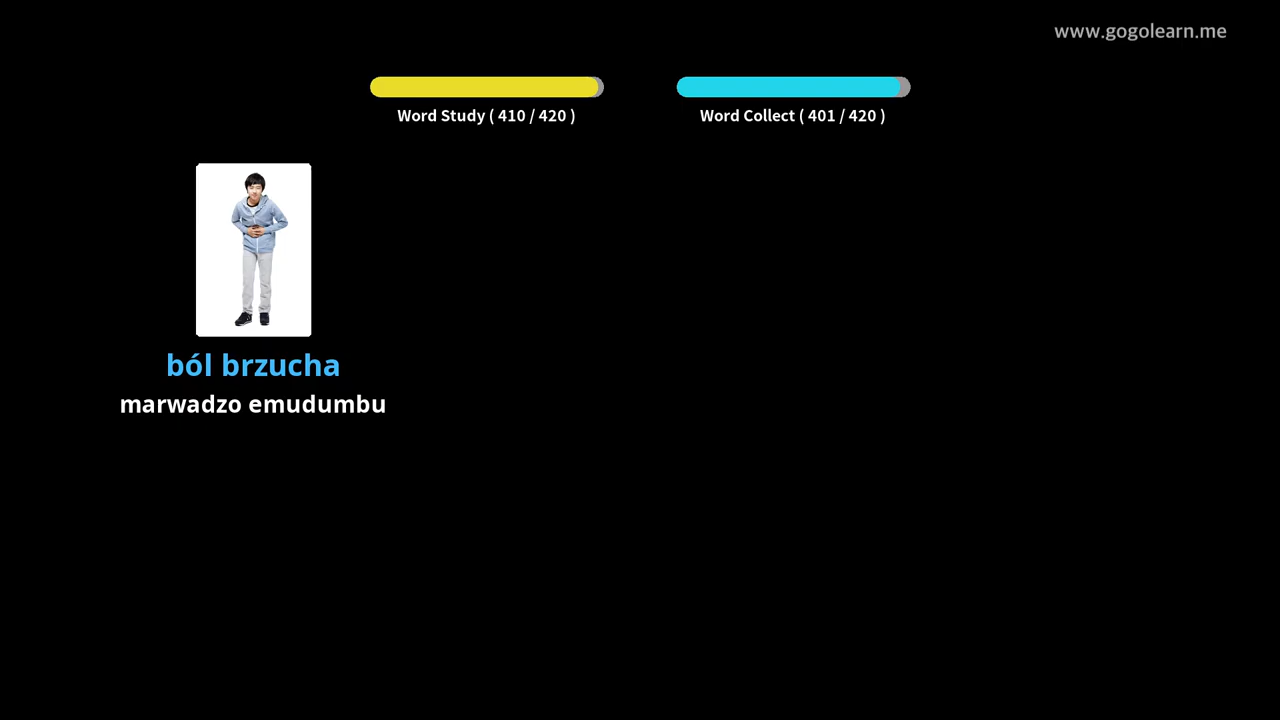 www.gogolearn.me
Word Study ( 410 / 420 )
Word Collect ( 401 / 420 )
ból brzucha
marwadzo emudumbu